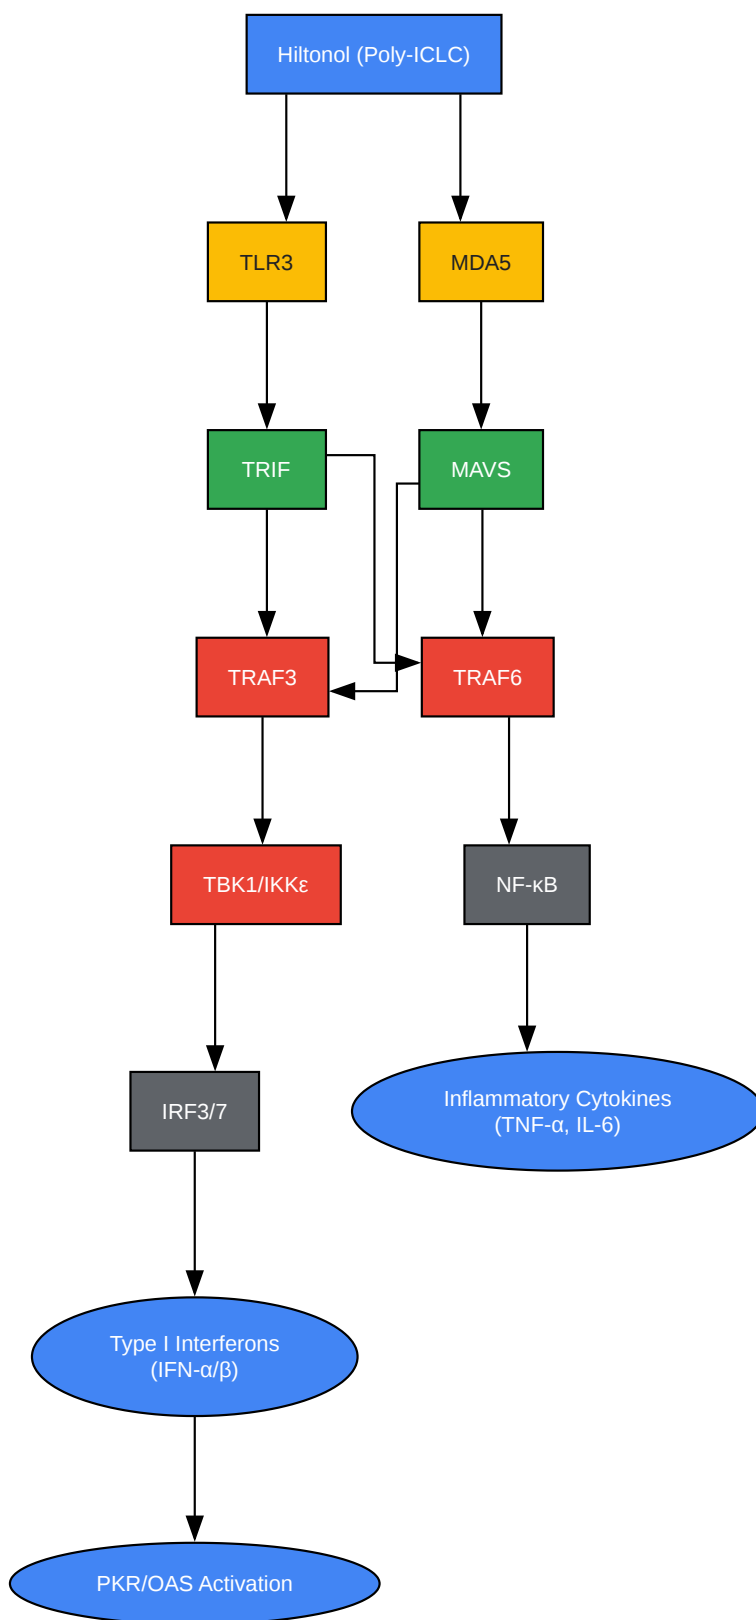 Hiltonol (Poly-ICLC)
TLR3
MDA5
TRIF
MAVS
TRAF3
TRAF6
TBK1/IKKε
NF-κB
Inflammatory Cytokines
(TNF-α, IL-6)
IRF3/7
Type I Interferons
(IFN-α/β)
PKR/OAS Activation